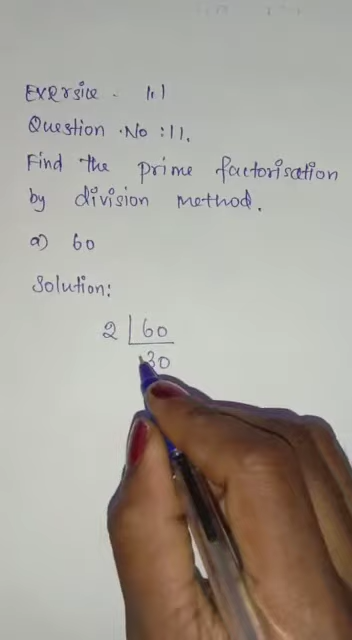 Exersice . 1.1
Question .No :11.
Find the prime factorisation
by division method.
a) 60
Solution:
2 | 60
30